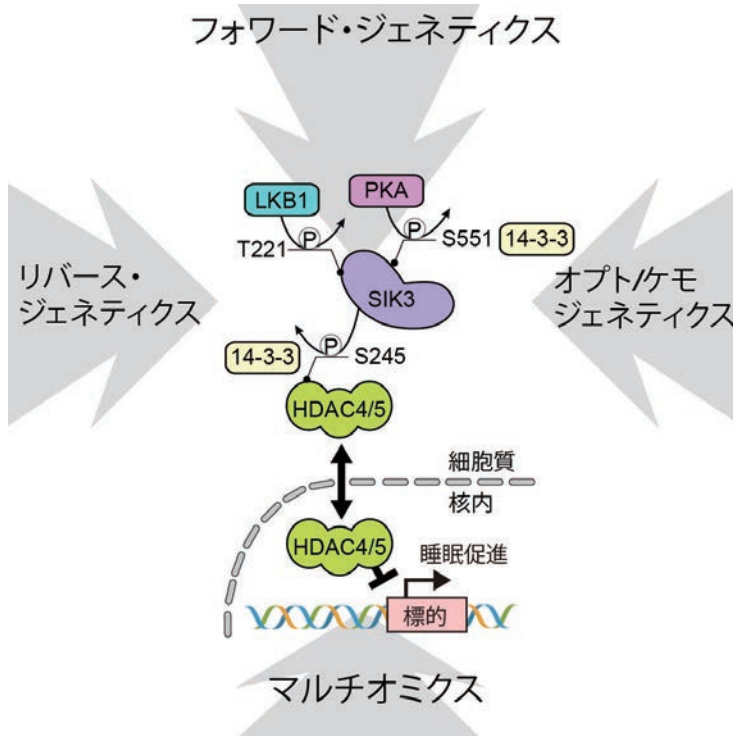 フォワード・ジェネティクス
LKB1
PKA
P
P
T221
S551
14-3-3
リバース・
ジェネティクス
SIK3
オプト/ケモ
ジェネティクス
P
14-3-3
S245
HDAC4/5
細胞質
核内
HDAC4/5
睡眠促進
標的
マルチオミクス